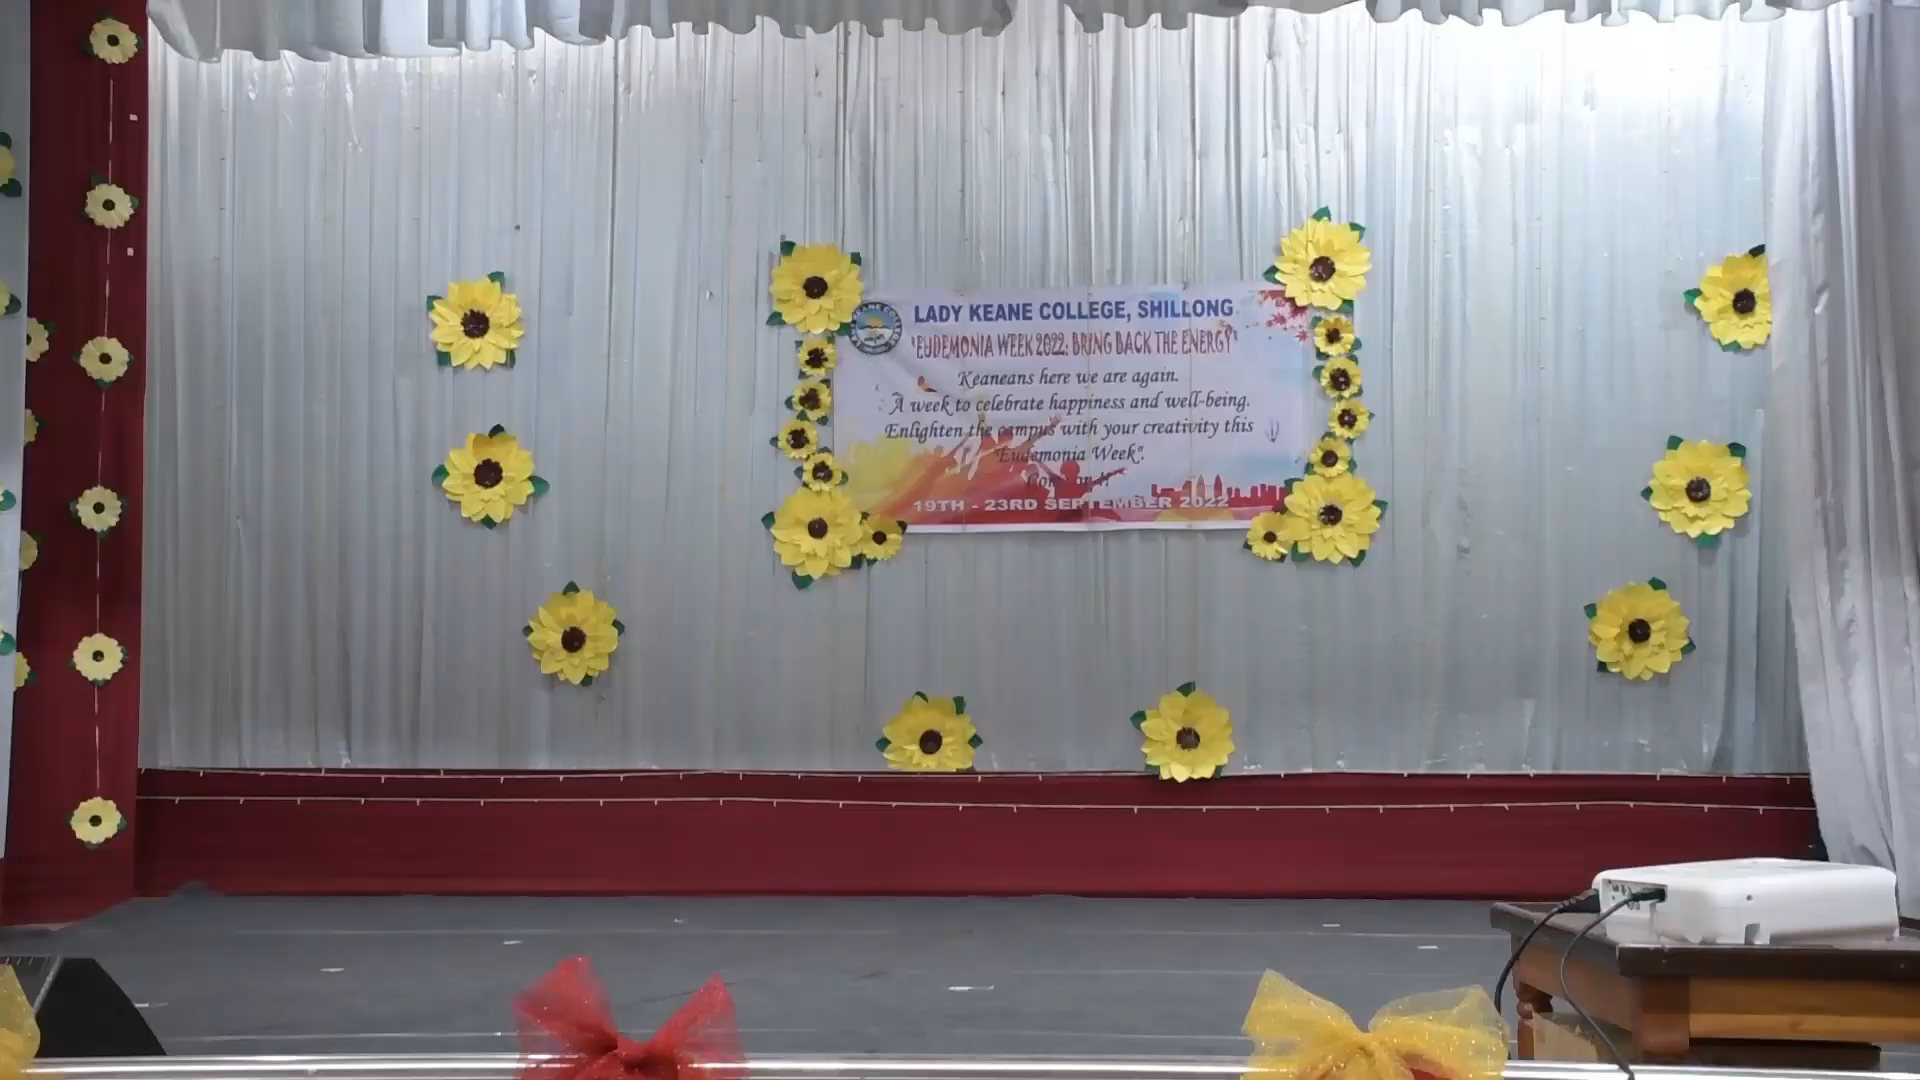 LADY KEANE COLLEGE, SHILLONG
"EUDEMONIA WEEK 2022: BRING BACK THE ENERGY"
Keaneans here we are again.
A week to celebrate happiness and well-being.
Enlighten the campus with your creativity this
"Eudemonia Week".
19TH - 23RD SEPTEMBER 2022